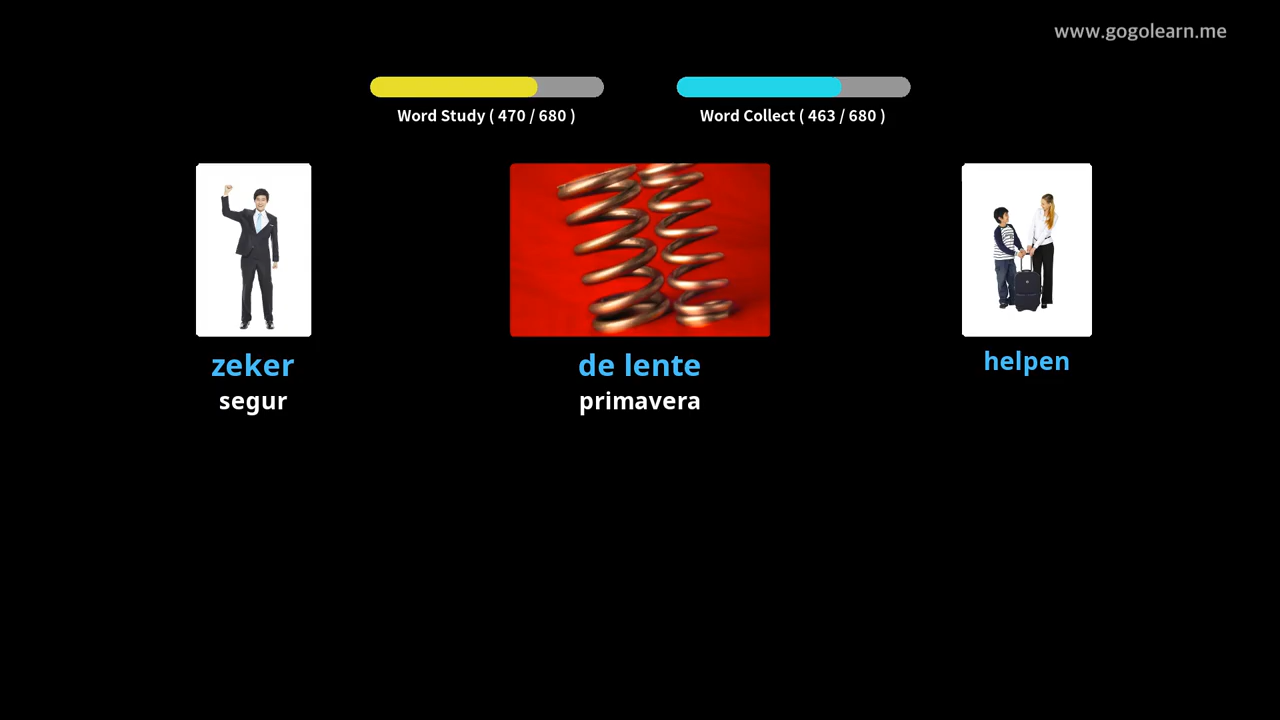 www.gogolearn.me
Word Study ( 470 / 680 )
Word Collect ( 463 / 680 )
zeker
segur
de lente
primavera
helpen